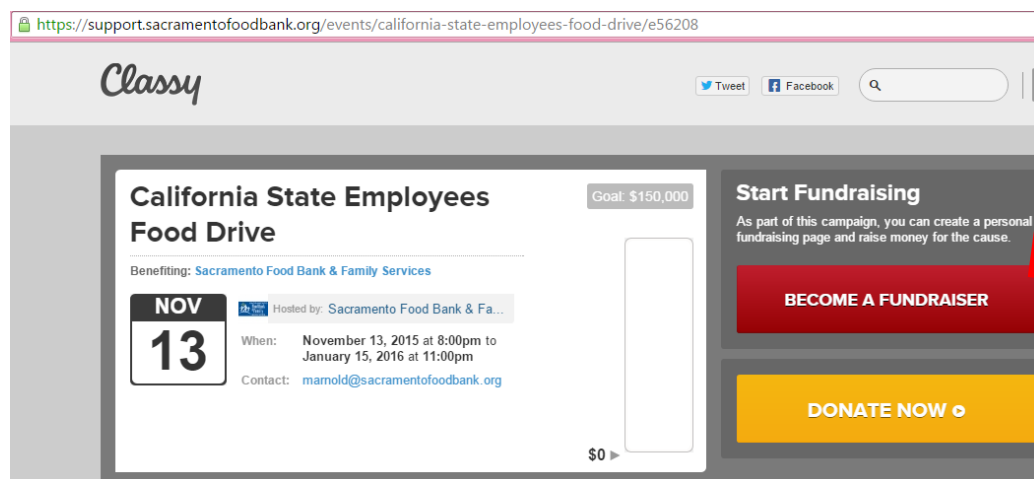 https://support.sacramentofoodbank.org/events/california-state-employees-food-drive/e56208
Classy
Tweet
Facebook
California State Employees
Food Drive
Goal: $150,000
Benefiting: Sacramento Food Bank & Family Services
NOV
13
Hosted by: Sacramento Food Bank & Fa...
When: November 13, 2015 at 8:00pm to
January 15, 2016 at 11:00pm
Contact: marnold@sacramentofoodbank.org
$0
Start Fundraising
As part of this campaign, you can create a personal
fundraising page and raise money for the cause.
BECOME A FUNDRAISER
DONATE NOW